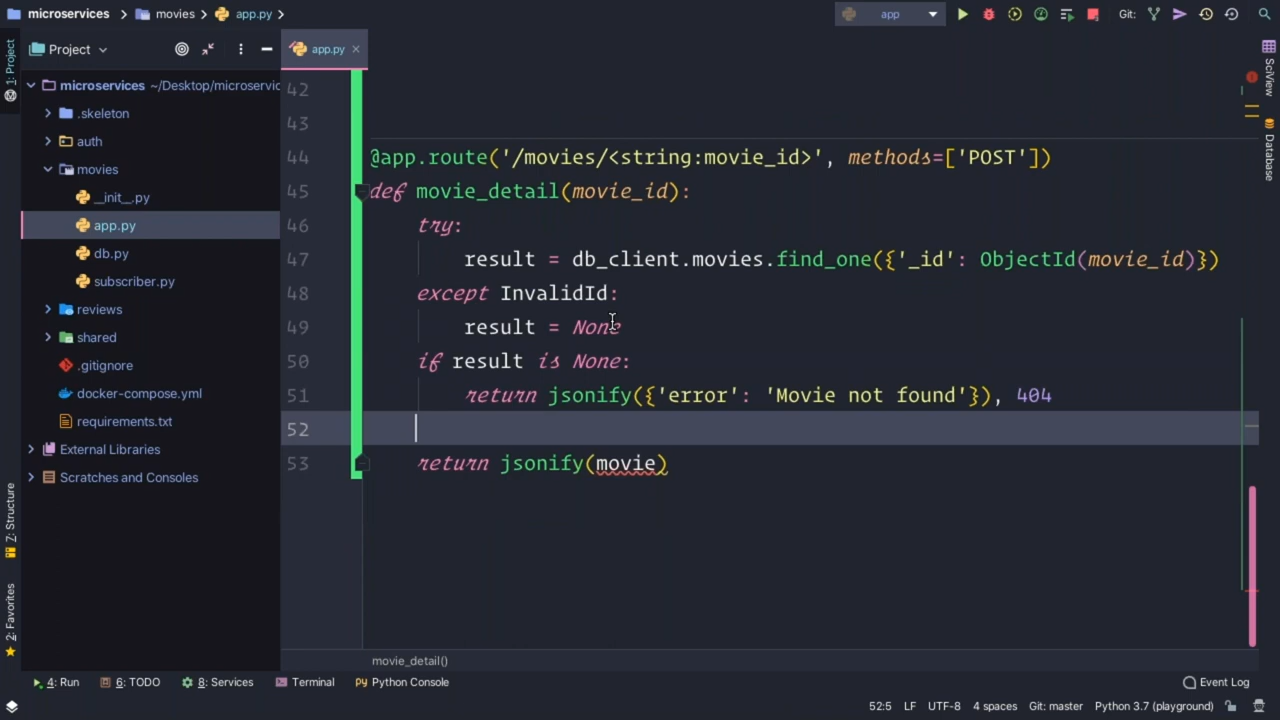 microservices movies app.py
app
Git:
1: Project
Project
app.py
microservices ~/Desktop/microservic
.skeleton
auth
movies
__init__.py
app.py
db.py
subscriber.py
reviews
shared
.gitignore
docker-compose.yml
requirements.txt
External Libraries
Scratches and Consoles
42
43
44 @app.route('/movies/<string:movie_id>', methods=['POST'])
45 def movie_detail(movie_id):
46 try:
47 result = db_client.movies.find_one({'_id': ObjectId(movie_id)})
48 except InvalidId:
49 result = None
50 if result is None:
51 return jsonify({'error': 'Movie not found'}), 404
52
53 return jsonify(movie)
SciView
Database
Z: Structure
2: Favorites
movie_detail()
4: Run 6: TODO 8: Services Terminal Python Console Event Log
52:5 LF UTF-8 4 spaces Git: master Python 3.7 (playground)